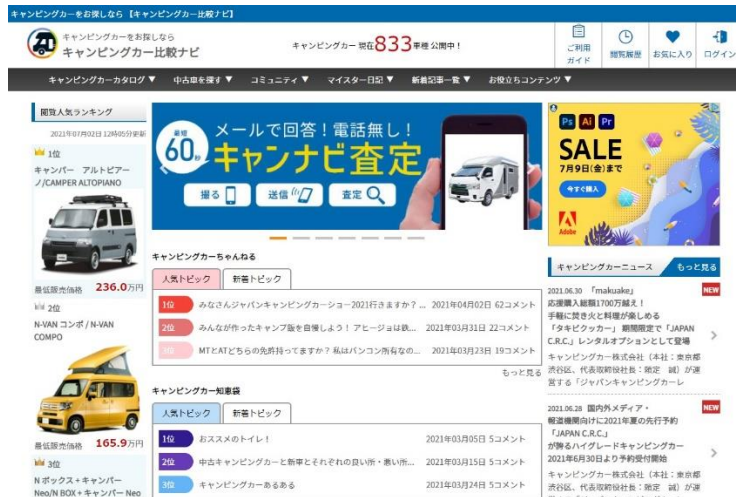 キャンピングカーをお探しなら 【キャンピングカー比較ナビ】
キャンピングカーをお探しなら
キャンピングカー比較ナビ
キャンピングカー 現在833車種 公開中！
ご利用
ガイド
閲覧履歴
お気に入り
ログイン
キャンピングカーカタログ ▼
中古車を探す ▼
コミュニティ ▼
マイスター日記 ▼
新着記事一覧 ▼
お役立ちコンテンツ ▼
閲覧人気ランキング
2021年07月02日 12時05分更新
1位
キャンパー アルトピアー
ノ/CAMPER ALTOPIANO
最低販売価格 236.0万円
2位
N-VAN コンポ / N-VAN
COMPO
最低販売価格 165.9万円
3位
N ボックス + キャンパー
Neo/N BOX + キャンパー Neo
最短
60秒
メールで回答！電話無し！
キャンナビ査定
撮る
送信
査定
キャンピングカーちゃんねる
人気トピック
新着トピック
1位 みなさんジャパンキャンピングカーショー2021行きますか？ ... 2021年04月02日 62コメント
2位 みんなが作ったキャンプ飯を自慢しよう！ アヒージョは鉄... 2021年03月31日 22コメント
3位 MTとATどちらの免許持ってますか？ 私はバンコン所有なの... 2021年03月23日 19コメント
もっと見る
キャンピングカー知恵袋
人気トピック
新着トピック
1位 おススメのトイレ！ 2021年03月05日 5コメント
2位 中古キャンピングカーと新車とそれぞれの良い所・悪い所... 2021年03月15日 5コメント
3位 キャンピングカーあるある 2021年03月24日 5コメント
Ps Ai Pr
SALE
7月9日(金)まで
今すぐ購入
Adobe
キャンピングカーニュース
もっと見る
2021.06.30 「makuake」
NEW
応援購入総額1700万越え！
手軽に焚き火と料理が楽しめる
「タキビクッカー」 期間限定で「JAPAN
C.R.C.」レンタルオプションとして登場
キャンピングカー株式会社（本社：東京都
渋谷区、代表取締役社長：頼定 誠）が運
営する「ジャパンキャンピングカーレ
2021.06.28 国内外メディア・
NEW
報道機関向けに2021年夏の先行予約
「JAPAN C.R.C.」
が誇るハイグレードキャンピングカー
2021年6月30日より予約受付開始
キャンピングカー株式会社（本社：東京都
渋谷区、代表取締役社長：頼定 誠）が運